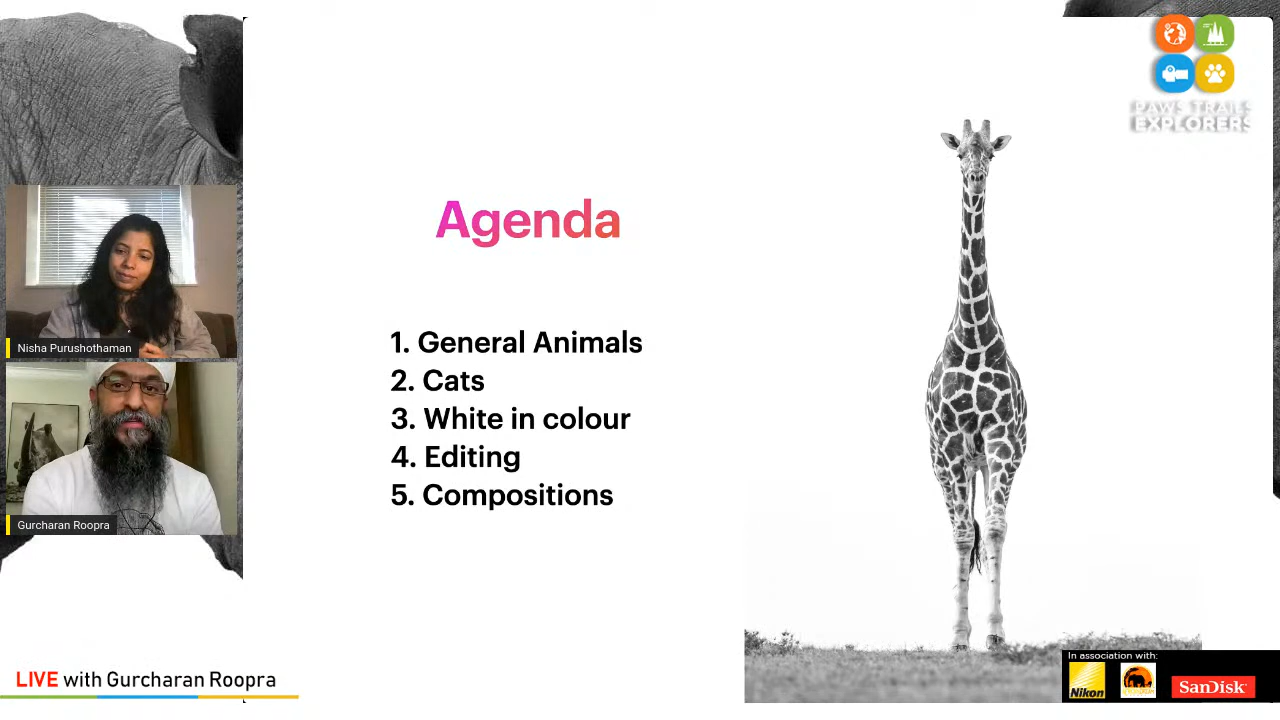 PAWS TRAILS
EXPLORERS
Agenda
1. General Animals
2. Cats
3. White in colour
4. Editing
5. Compositions
Nisha Purushothaman
Gurcharan Roopra
LIVE with Gurcharan Roopra
In association with:
Nikon
SanDisk